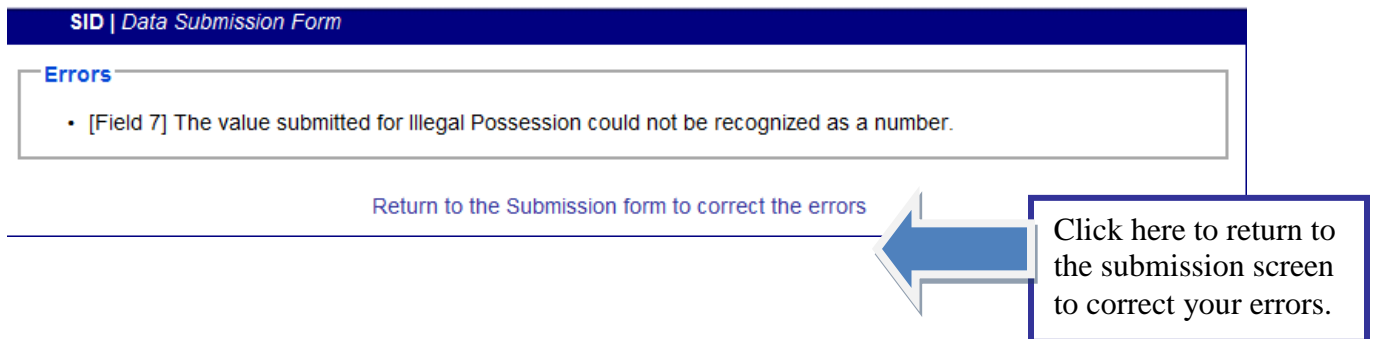 SID | Data Submission Form
Errors
• [Field 7] The value submitted for Illegal Possession could not be recognized as a number.
Return to the Submission form to correct the errors
Click here to return to
the submission screen
to correct your errors.